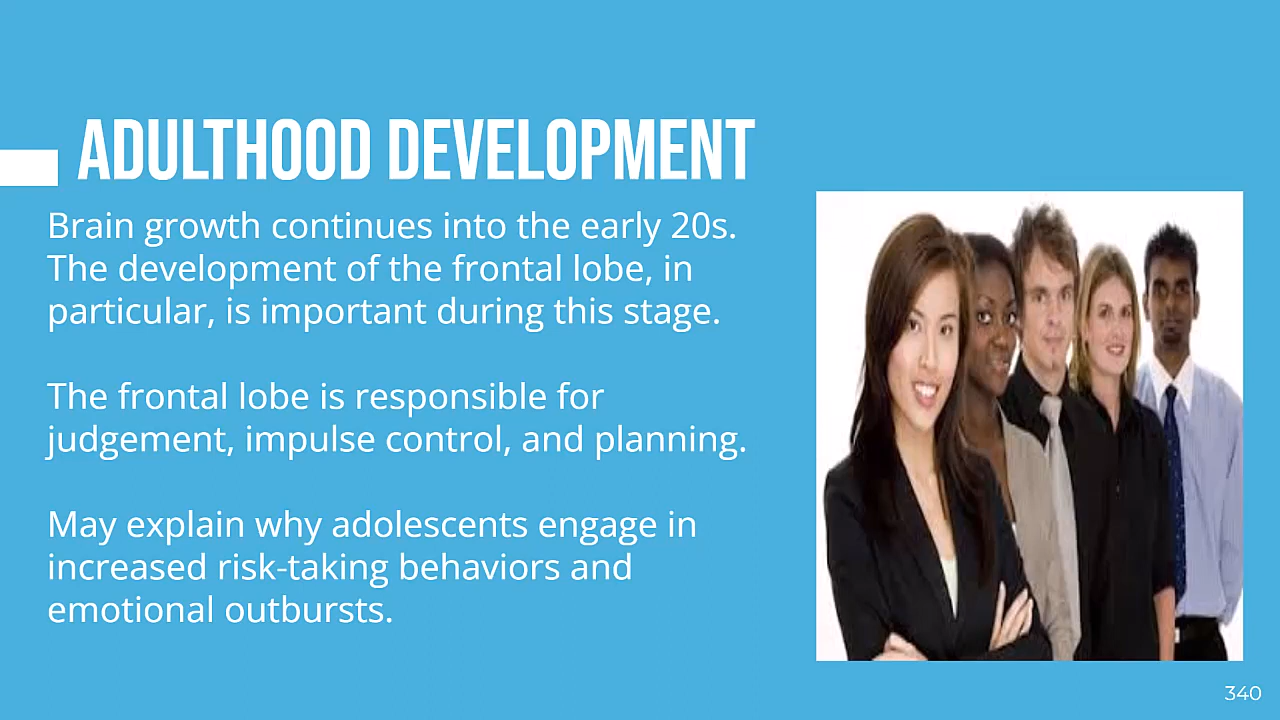 ADULTHOOD DEVELOPMENT
Brain growth continues into the early 20s.
The development of the frontal lobe, in
particular, is important during this stage.
The frontal lobe is responsible for
judgement, impulse control, and planning.
May explain why adolescents engage in
increased risk-taking behaviors and
emotional outbursts.
340